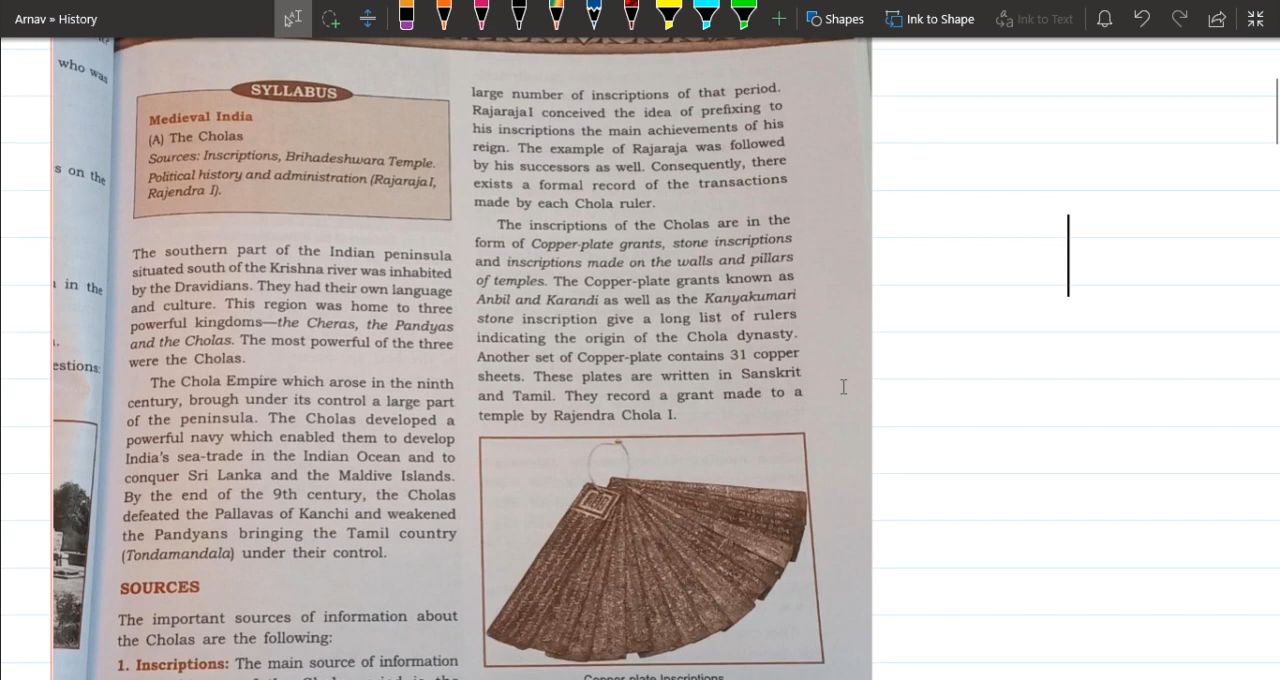 Arnav » History
Shapes
Ink to Shape
Ink to Text
who was
s on the
in the
estions:
SYLLABUS
Medieval India
(A) The Cholas
Sources: Inscriptions, Brihadeshwara Temple.
Political history and administration (RajarajaI,
Rajendra I).
The southern part of the Indian peninsula
situated south of the Krishna river was inhabited
by the Dravidians. They had their own language
and culture. This region was home to three
powerful kingdoms—the Cheras, the Pandyas
and the Cholas. The most powerful of the three
were the Cholas.
The Chola Empire which arose in the ninth
century, brough under its control a large part
of the peninsula. The Cholas developed a
powerful navy which enabled them to develop
India's sea-trade in the Indian Ocean and to
conquer Sri Lanka and the Maldive Islands.
By the end of the 9th century, the Cholas
defeated the Pallavas of Kanchi and weakened
the Pandyans bringing the Tamil country
(Tondamandala) under their control.
SOURCES
The important sources of information about
the Cholas are the following:
1. Inscriptions: The main source of information
large number of inscriptions of that period.
RajarajaI conceived the idea of prefixing to
his inscriptions the main achievements of his
reign. The example of Rajaraja was followed
by his successors as well. Consequently, there
exists a formal record of the transactions
made by each Chola ruler.
The inscriptions of the Cholas are in the
form of Copper-plate grants, stone inscriptions
and inscriptions made on the walls and pillars
of temples. The Copper-plate grants known as
Anbil and Karandi as well as the Kanyakumari
stone inscription give a long list of rulers
indicating the origin of the Chola dynasty.
Another set of Copper-plate contains 31 copper
sheets. These plates are written in Sanskrit
and Tamil. They record a grant made to a
temple by Rajendra Chola I.
Copper plate Inscriptions